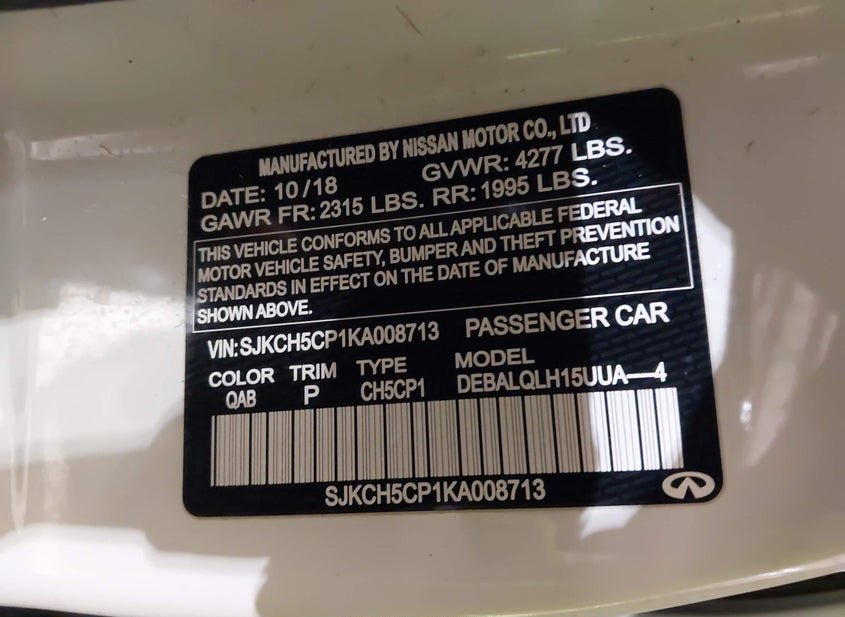 MANUFACTURED BY NISSAN MOTOR CO., LTD
DATE: 10/18 GVWR: 4277 LBS.
GAWR FR: 2315 LBS. RR: 1995 LBS.
THIS VEHICLE CONFORMS TO ALL APPLICABLE FEDERAL
MOTOR VEHICLE SAFETY, BUMPER AND THEFT PREVENTION
STANDARDS IN EFFECT ON THE DATE OF MANUFACTURE
SHOWN ABOVE.
VIN: SJKCH5CP1KA008713 PASSENGER CAR
COLOR TRIM TYPE MODEL
QAB P CH5CP1 DEBALQLH15UUA—4
SJKCH5CP1KA008713